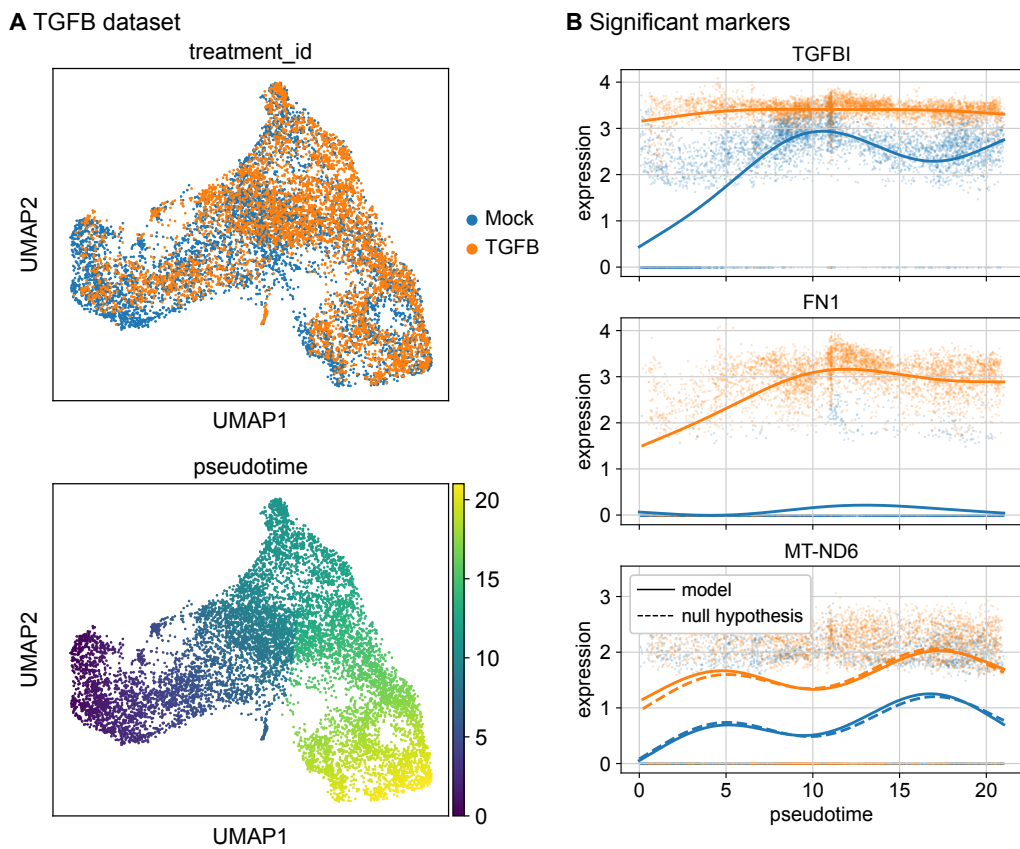 A TGFB dataset
treatment_id
UMAP2
UMAP1
Mock
TGFB
pseudotime
UMAP2
UMAP1
20
15
10
5
0
B Significant markers
TGFBI
expression
4
3
2
1
0
FN1
expression
4
3
2
1
0
MT-ND6
expression
3
2
1
0
model
null hypothesis
0 5 10 15 20
pseudotime